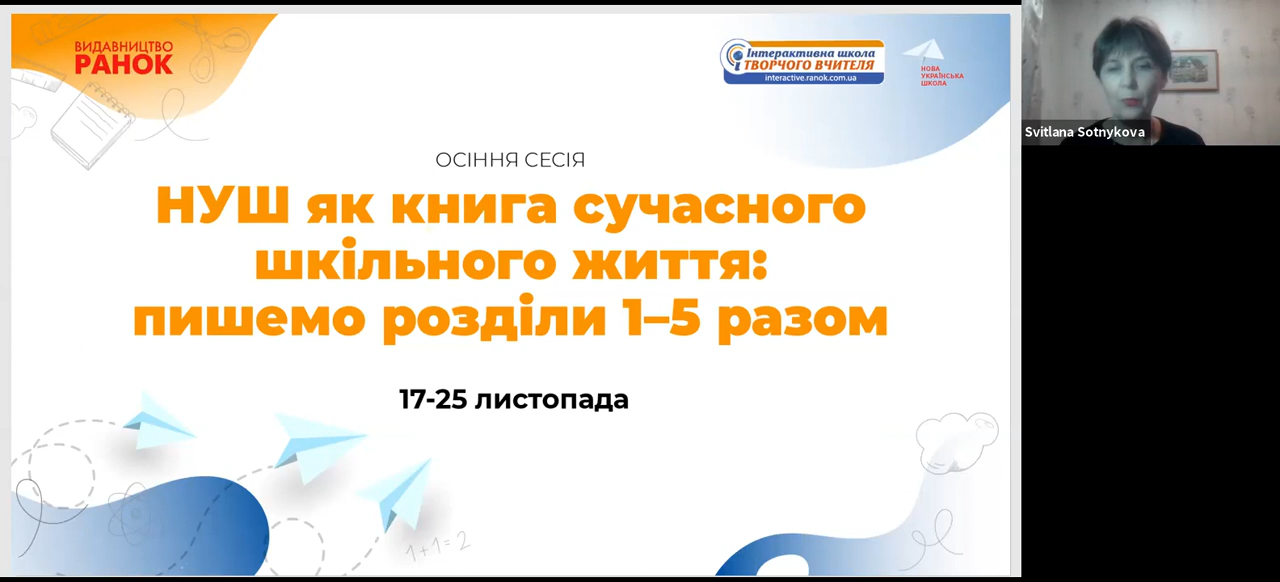 ВИДАВНИЦТВО
РАНОК
Інтерактивна школа
ТВОРЧОГО ВЧИТЕЛЯ
interactive.ranok.com.ua
НОВА
УКРАЇНСЬКА
ШКОЛА
Svitlana Sotnykova
ОСІННЯ СЕСІЯ
НУШ як книга сучасного
шкільного життя:
пишемо розділи 1–5 разом
17-25 листопада
1+1=2